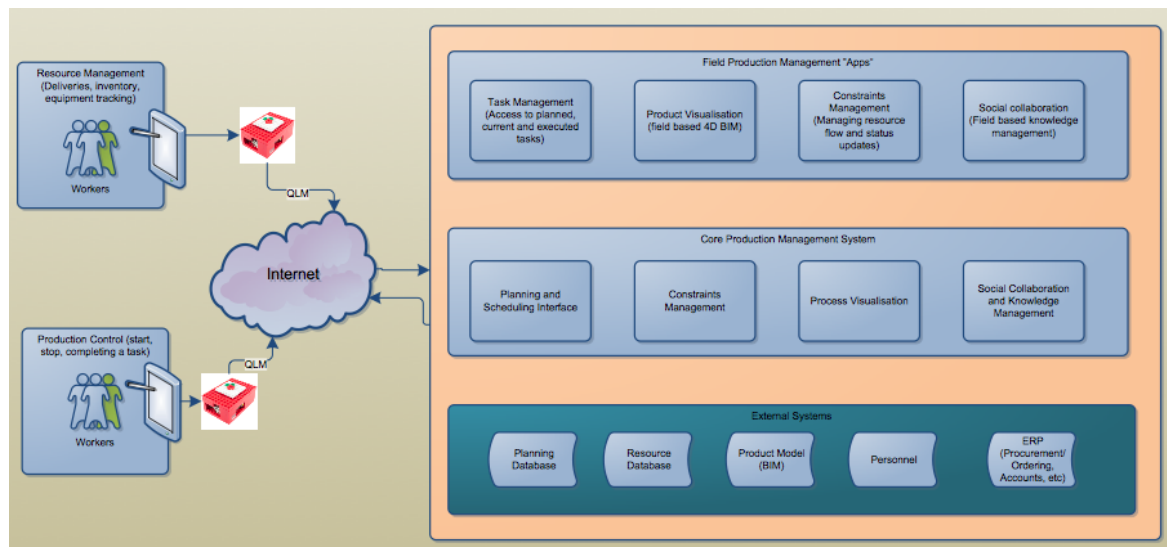 Resource Management
(Deliveries, inventory,
equipment tracking)
Workers
QLM
Internet
Production Control (start,
stop, completing a task)
Workers
QLM
Field Production Management "Apps"
Task Management
(Access to planned,
current and executed
tasks)
Product Visualisation
(field based 4D BIM)
Constraints
Management
(Managing resource
flow and status
updates)
Social collaboration
(Field based knowledge
management)
Core Production Management System
Planning and
Scheduling Interface
Constraints
Management
Process Visualisation
Social Collaboration
and Knowledge
Management
External Systems
Planning
Database
Resource
Database
Product Model
(BIM)
Personnel
ERP
(Procurement/
Ordering,
Accounts, etc)